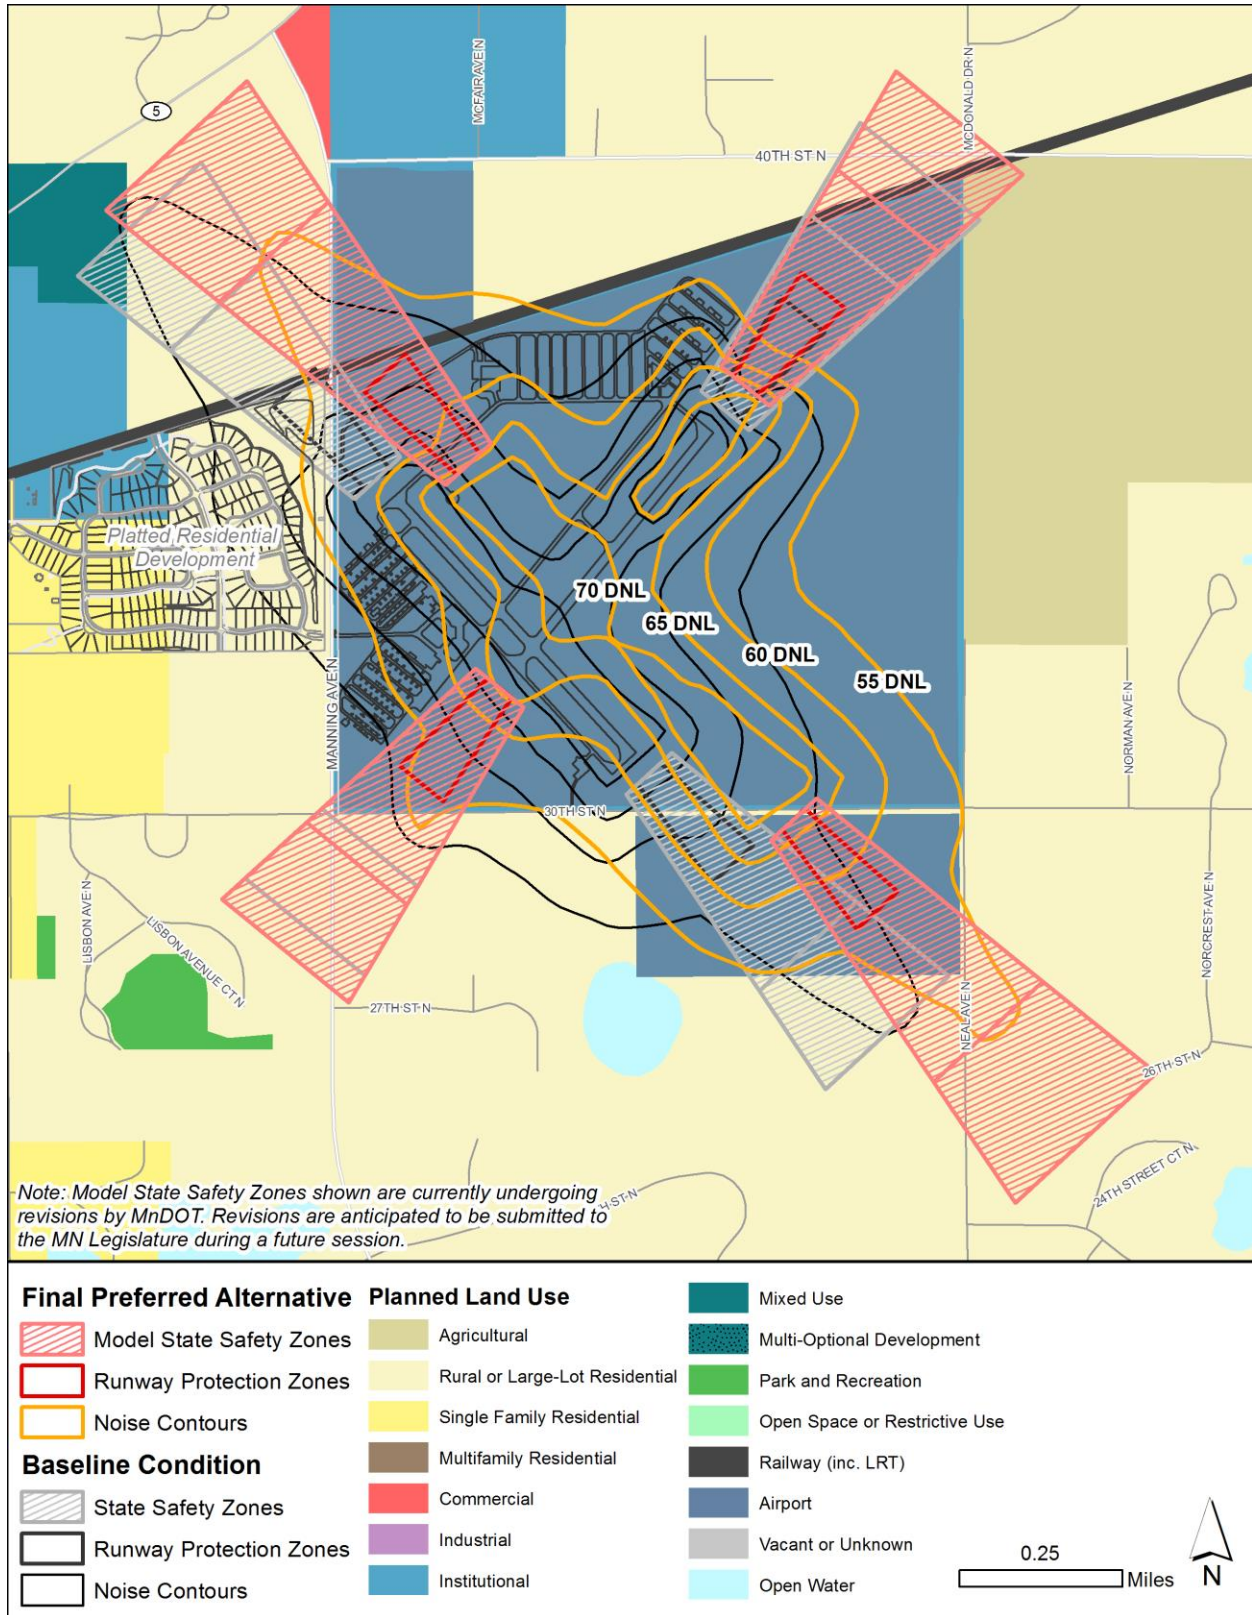 MCFAIR AVE N
MCDONALD DR N
5
40TH ST N
Platted Residential
Development
70 DNL
65 DNL
60 DNL
55 DNL
MANNING AVE N
NORMAN AVE N
30TH ST N
LISBON AVE N
LISBON AVENUE CT N
NORCREST AVE N
27TH ST N
NEAL AVE N
26TH ST N
24TH STREET CT N
TH ST N
Note: Model State Safety Zones shown are currently undergoing
revisions by MnDOT. Revisions are anticipated to be submitted to
the MN Legislature during a future session.
Final Preferred Alternative
Model State Safety Zones
Runway Protection Zones
Noise Contours
Baseline Condition
State Safety Zones
Runway Protection Zones
Noise Contours
Planned Land Use
Agricultural
Rural or Large-Lot Residential
Single Family Residential
Multifamily Residential
Commercial
Industrial
Institutional
Mixed Use
Multi-Optional Development
Park and Recreation
Open Space or Restrictive Use
Railway (inc. LRT)
Airport
Vacant or Unknown
Open Water
0.25
Miles
N